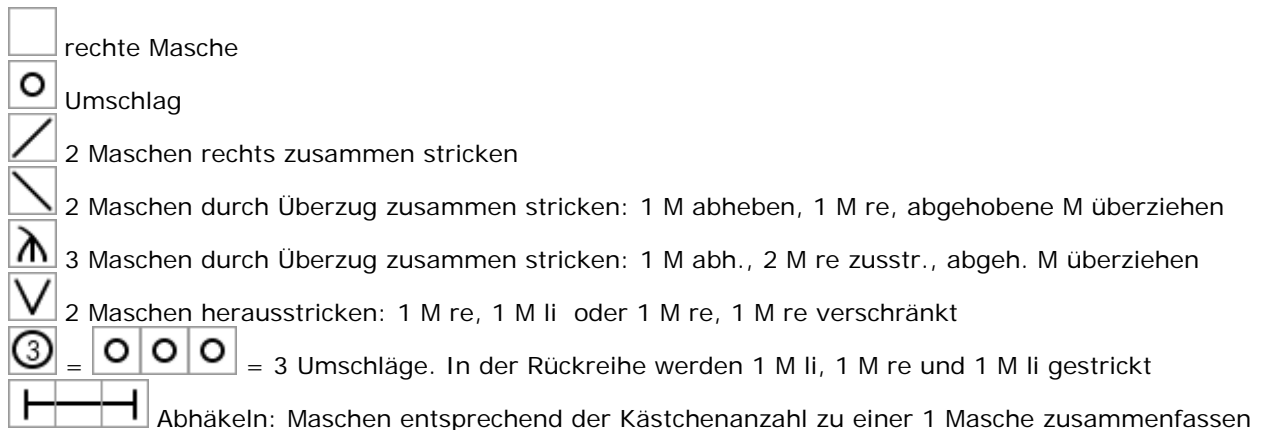 rechte Masche
Umschlag
2 Maschen rechts zusammen stricken
2 Maschen durch Überzug zusammen stricken: 1 M abheben, 1 M re, abgehobene M überziehen
3 Maschen durch Überzug zusammen stricken: 1 M abh., 2 M re zusstr., abgeh. M überziehen
2 Maschen herausstricken: 1 M re, 1 M li oder 1 M re, 1 M re verschränkt
3 = = 3 Umschläge. In der Rückreihe werden 1 M li, 1 M re und 1 M li gestrickt
Abhäkeln: Maschen entsprechend der Kästchenanzahl zu einer 1 Masche zusammenfassen